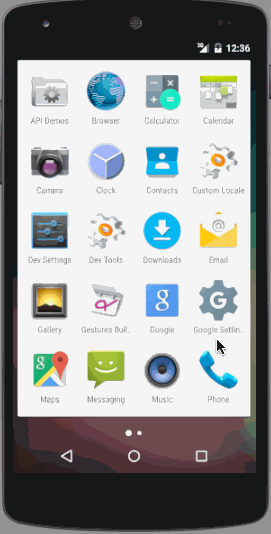 3G 12:36
API Demos Browser Calculator Calendar
Camera Clock Contacts Custom Locale
Dev Settings Dev Tools Downloads Email
Gallery Gestures Buil.. Google Google Settin..
Maps Messaging Music Phone